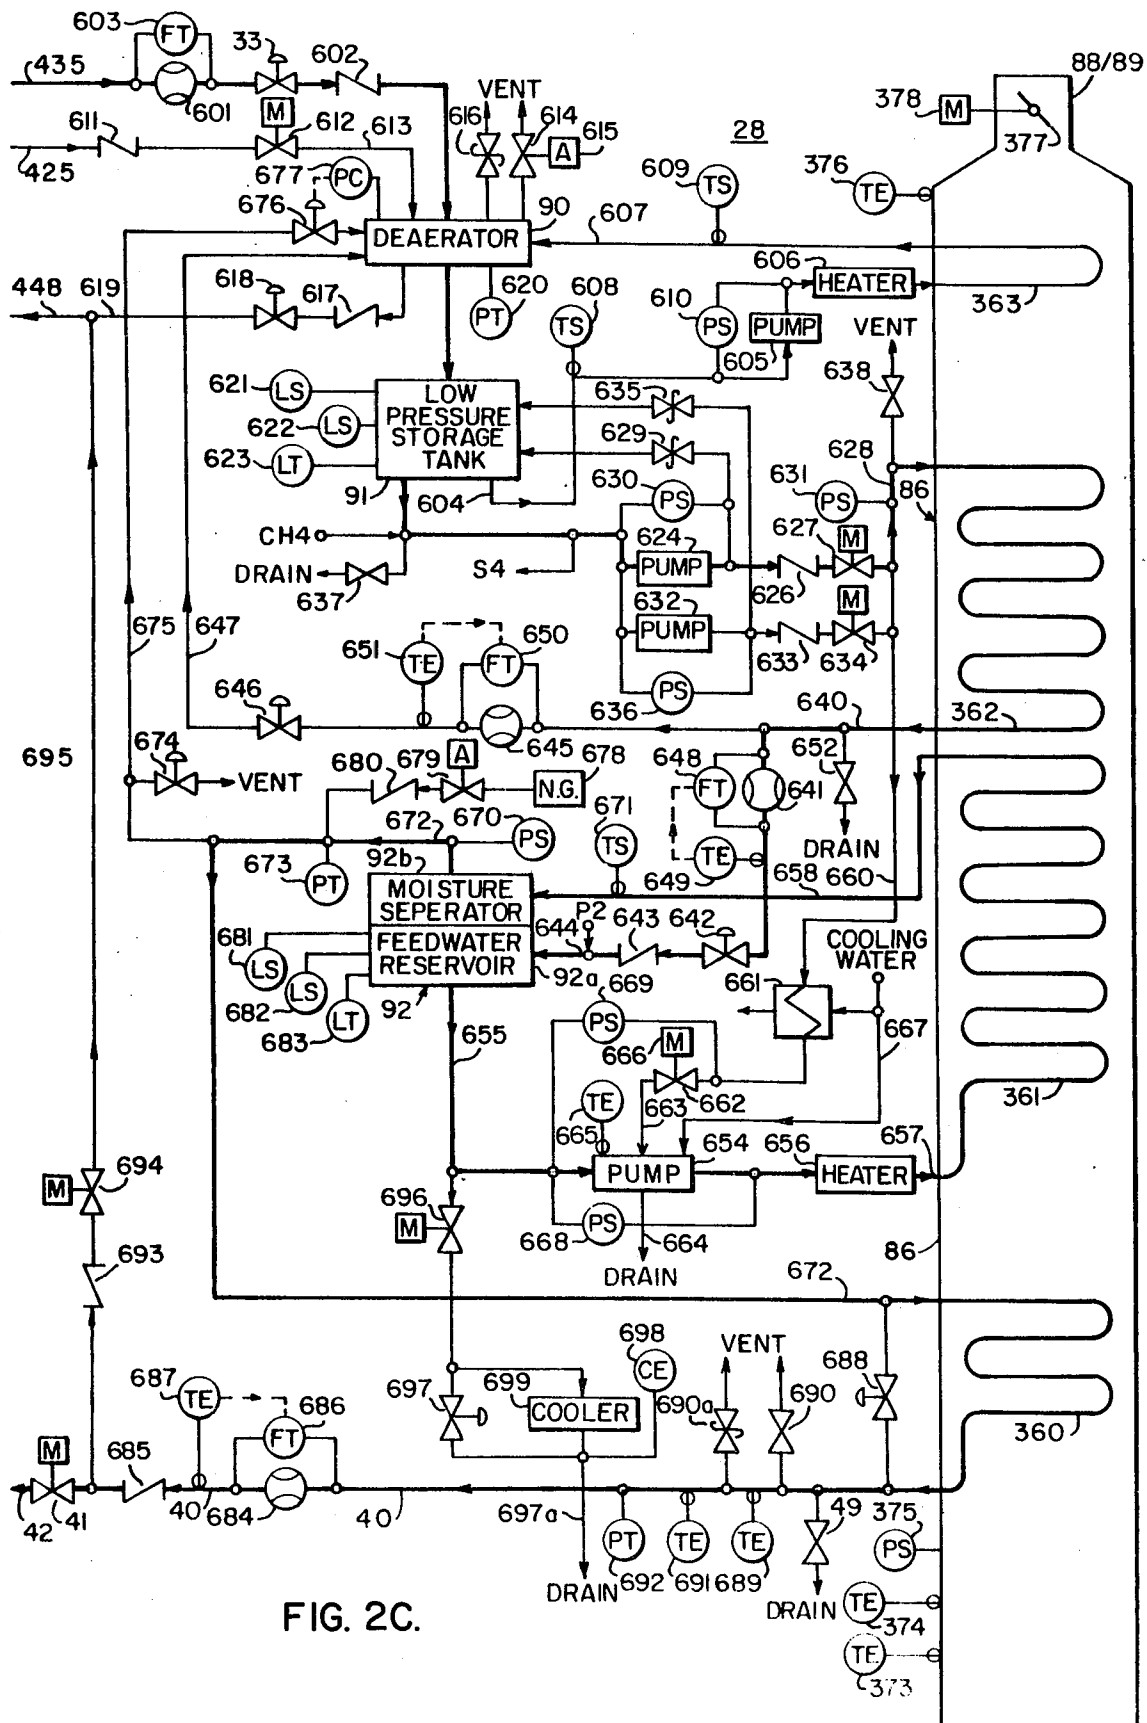 603 FT 33 602 88/89
435 VENT 378 M
601 M 616 614 28
611 612 613 615 A 609 377
425 677 PC TS 376 TE
676 90 607
DEAERATOR 606
448 619 618 617 620 608 610 HEATER
PT TS PS PUMP 363
605 VENT
621 LS LOW 635 638
622 LS PRESSURE
STORAGE 629
623 LT TANK 628
91 604 630 PS 631 PS 86
CH4 624 627 M
DRAIN S4 PUMP
637 632 626 M
675 647 PUMP
651 TE FT 650 633 634
PS
646 636 640 362
695 674 645 652
VENT 680 679 A 678 648 FT 641
N.G.
672 670 PS 671 TS TE DRAIN
673 PT 92b 649 658 660
MOISTURE P2
SEPERATOR 644 643 642 COOLING
681 LS FEEDWATER WATER
RESERVOIR 92a 661
682 LS 92 669
683 LT 655 PS 667
666 M
TE 663 662 361
665 654 656 657
PUMP HEATER
694 M 696
M PS
668 664 86
693 DRAIN
672
698 VENT
687 TE 697 699 CE 688
686 FT COOLER 690a 690
M 685 360
42 41 40 684 40 697a 49 375
PT TE TE PS
692 691 689
DRAIN DRAIN TE
374
FIG. 2C. TE
373